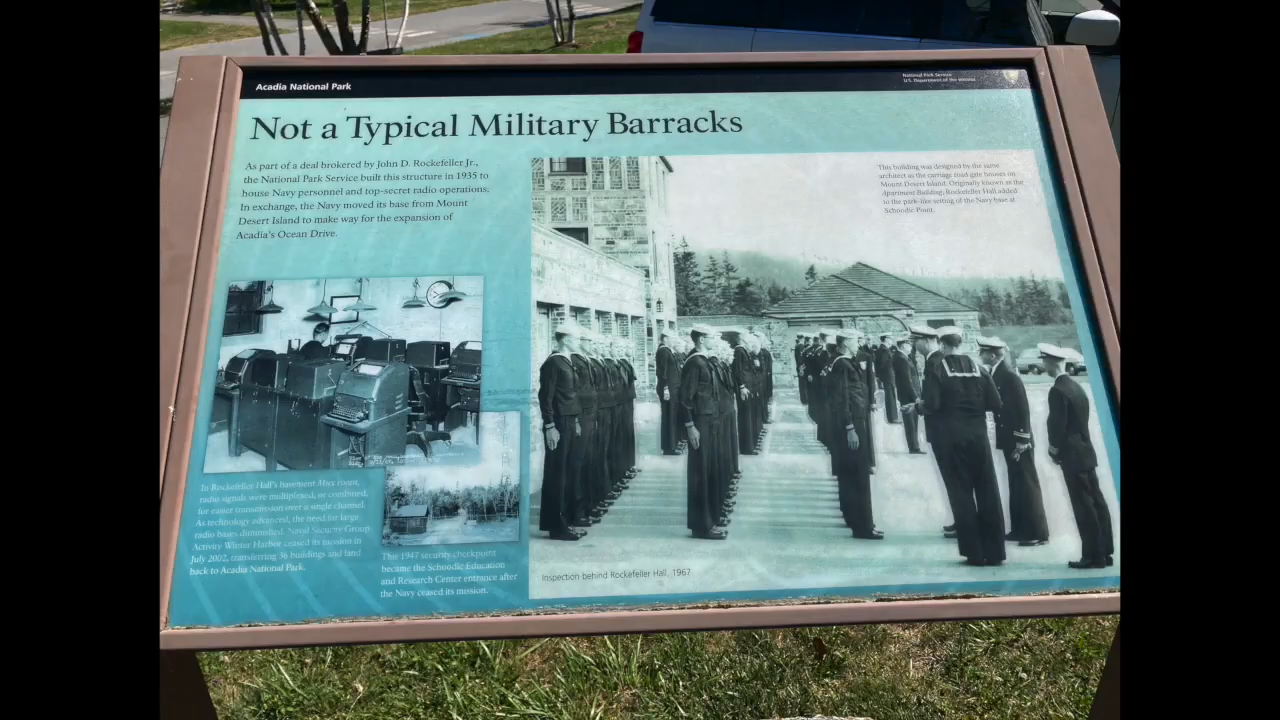 Acadia National Park
National Park Service
U.S. Department of the Interior
Not a Typical Military Barracks
As part of a deal brokered by John D. Rockefeller Jr.,
the National Park Service built this structure in 1935 to
house Navy personnel and top-secret radio operations.
In exchange, the Navy moved its base from Mount
Desert Island to make way for the expansion of
Acadia's Ocean Drive.
This building was designed by the same
architect as the carriage road gate houses on
Mount Desert Island. Originally known as the
Apartment Building, Rockefeller Hall added
to the park-like setting of the Navy base at
Schoodic Point.
In Rockefeller Hall's basement Mux room,
radio signals were multiplexed, or combined,
for easier transmission over a single channel.
As technology advanced, the need for large
radio bases diminished. Naval Security Group
Activity Winter Harbor ceased its mission in
July 2002, transferring 36 buildings and land
back to Acadia National Park.
This 1947 security checkpoint
became the Schoodic Education
and Research Center entrance after
the Navy ceased its mission.
Inspection behind Rockefeller Hall, 1967